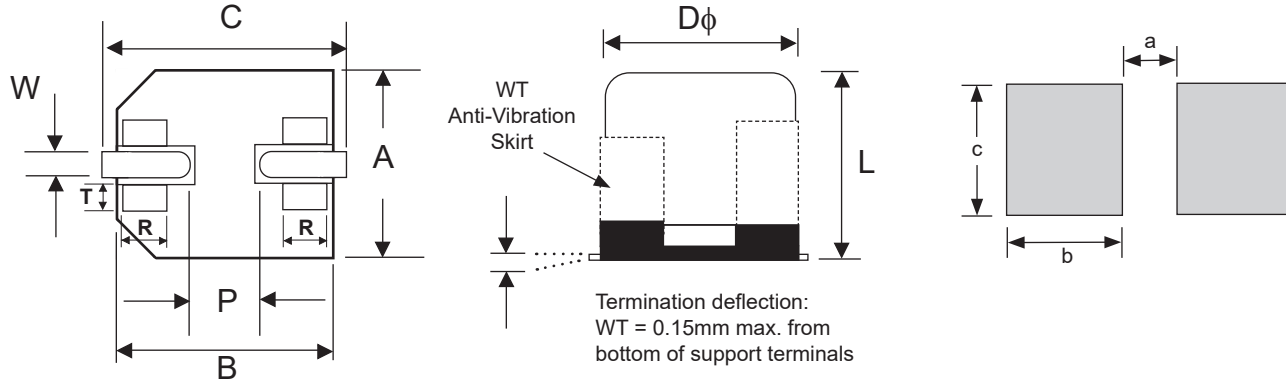 C
W
A
T
R
R
P
B
Dϕ
WT
Anti-Vibration
Skirt
L
Termination deflection:
WT = 0.15mm max. from
bottom of support terminals
a
c
b